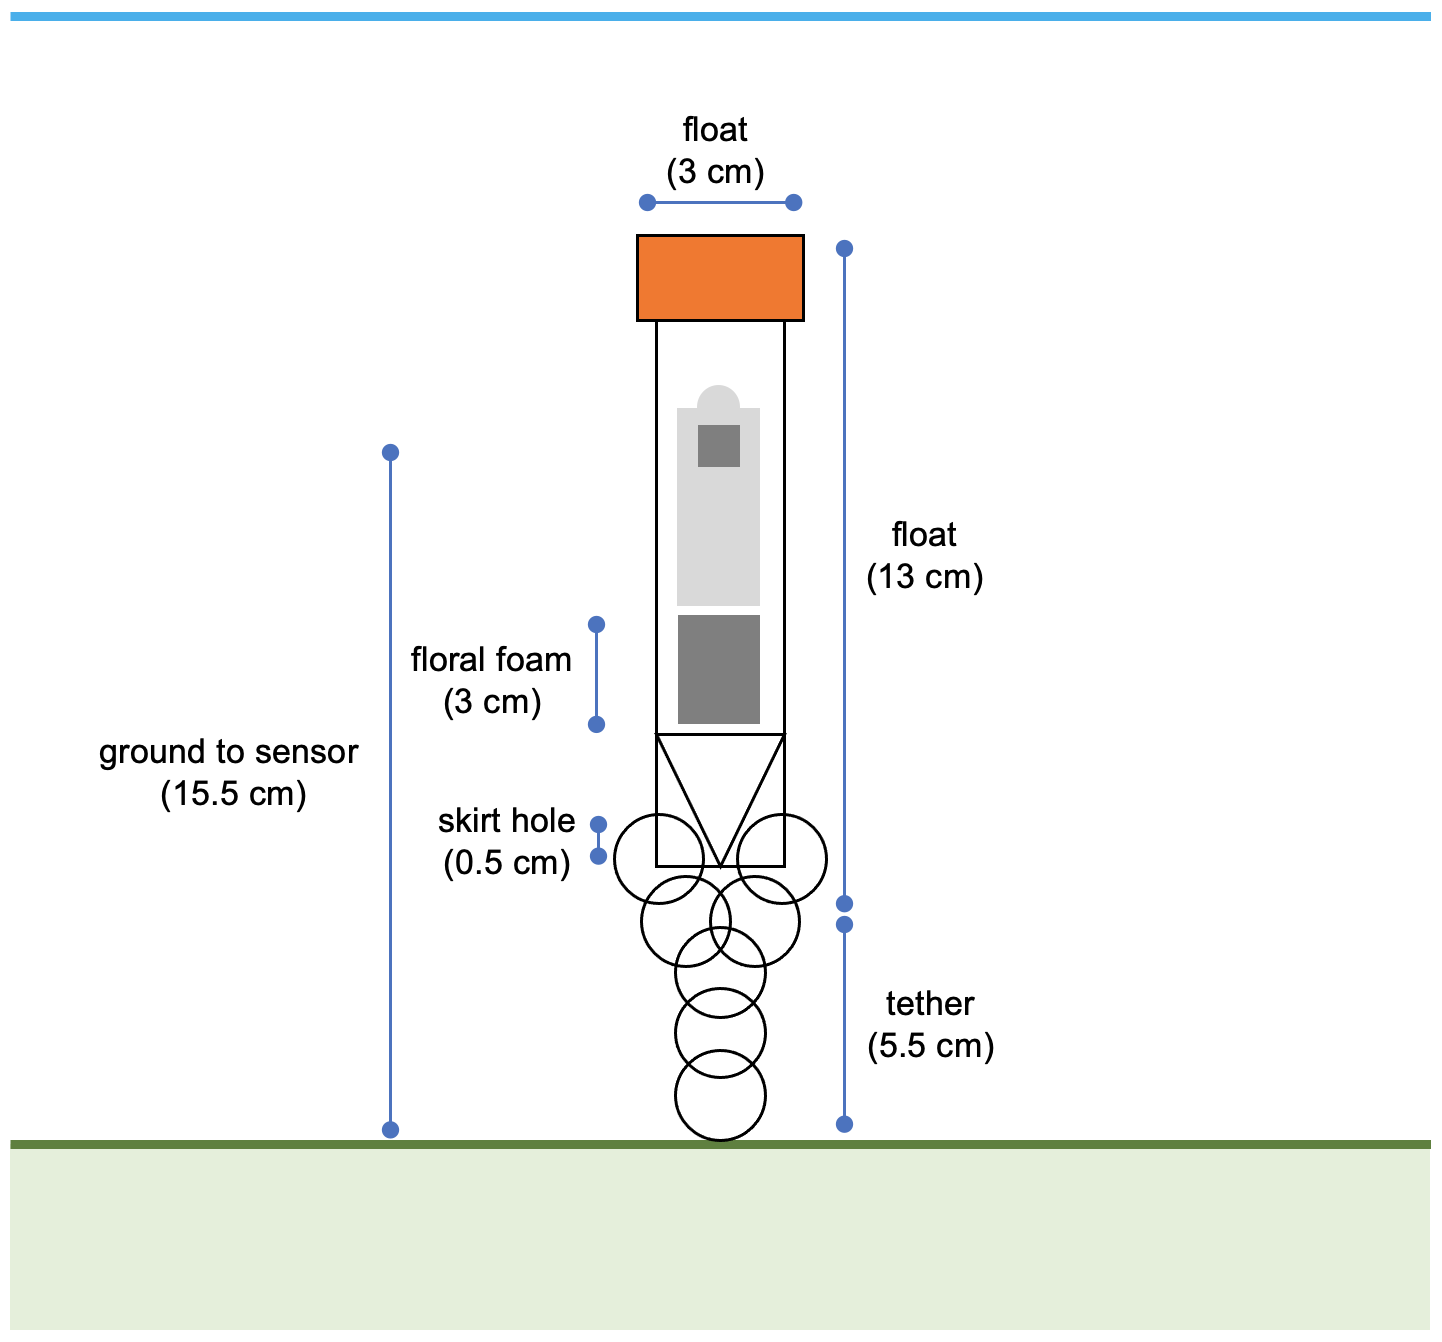 float
(3 cm)
float
(13 cm)
floral foam
(3 cm)
ground to sensor
(15.5 cm)
skirt hole
(0.5 cm)
tether
(5.5 cm)